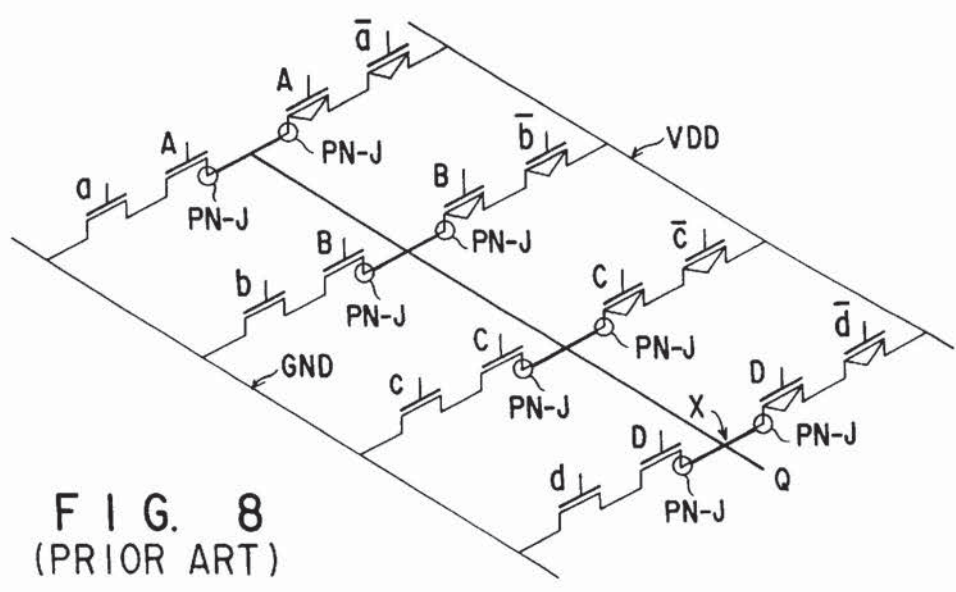 a̅
A
PN-J
A
a
PN-J
VDD
b̅
B
PN-J
B
b
PN-J
c̅
C
PN-J
C
c
PN-J
GND
d̅
D
PN-J
X
D
d
PN-J
Q
FIG. 8
(PRIOR ART)